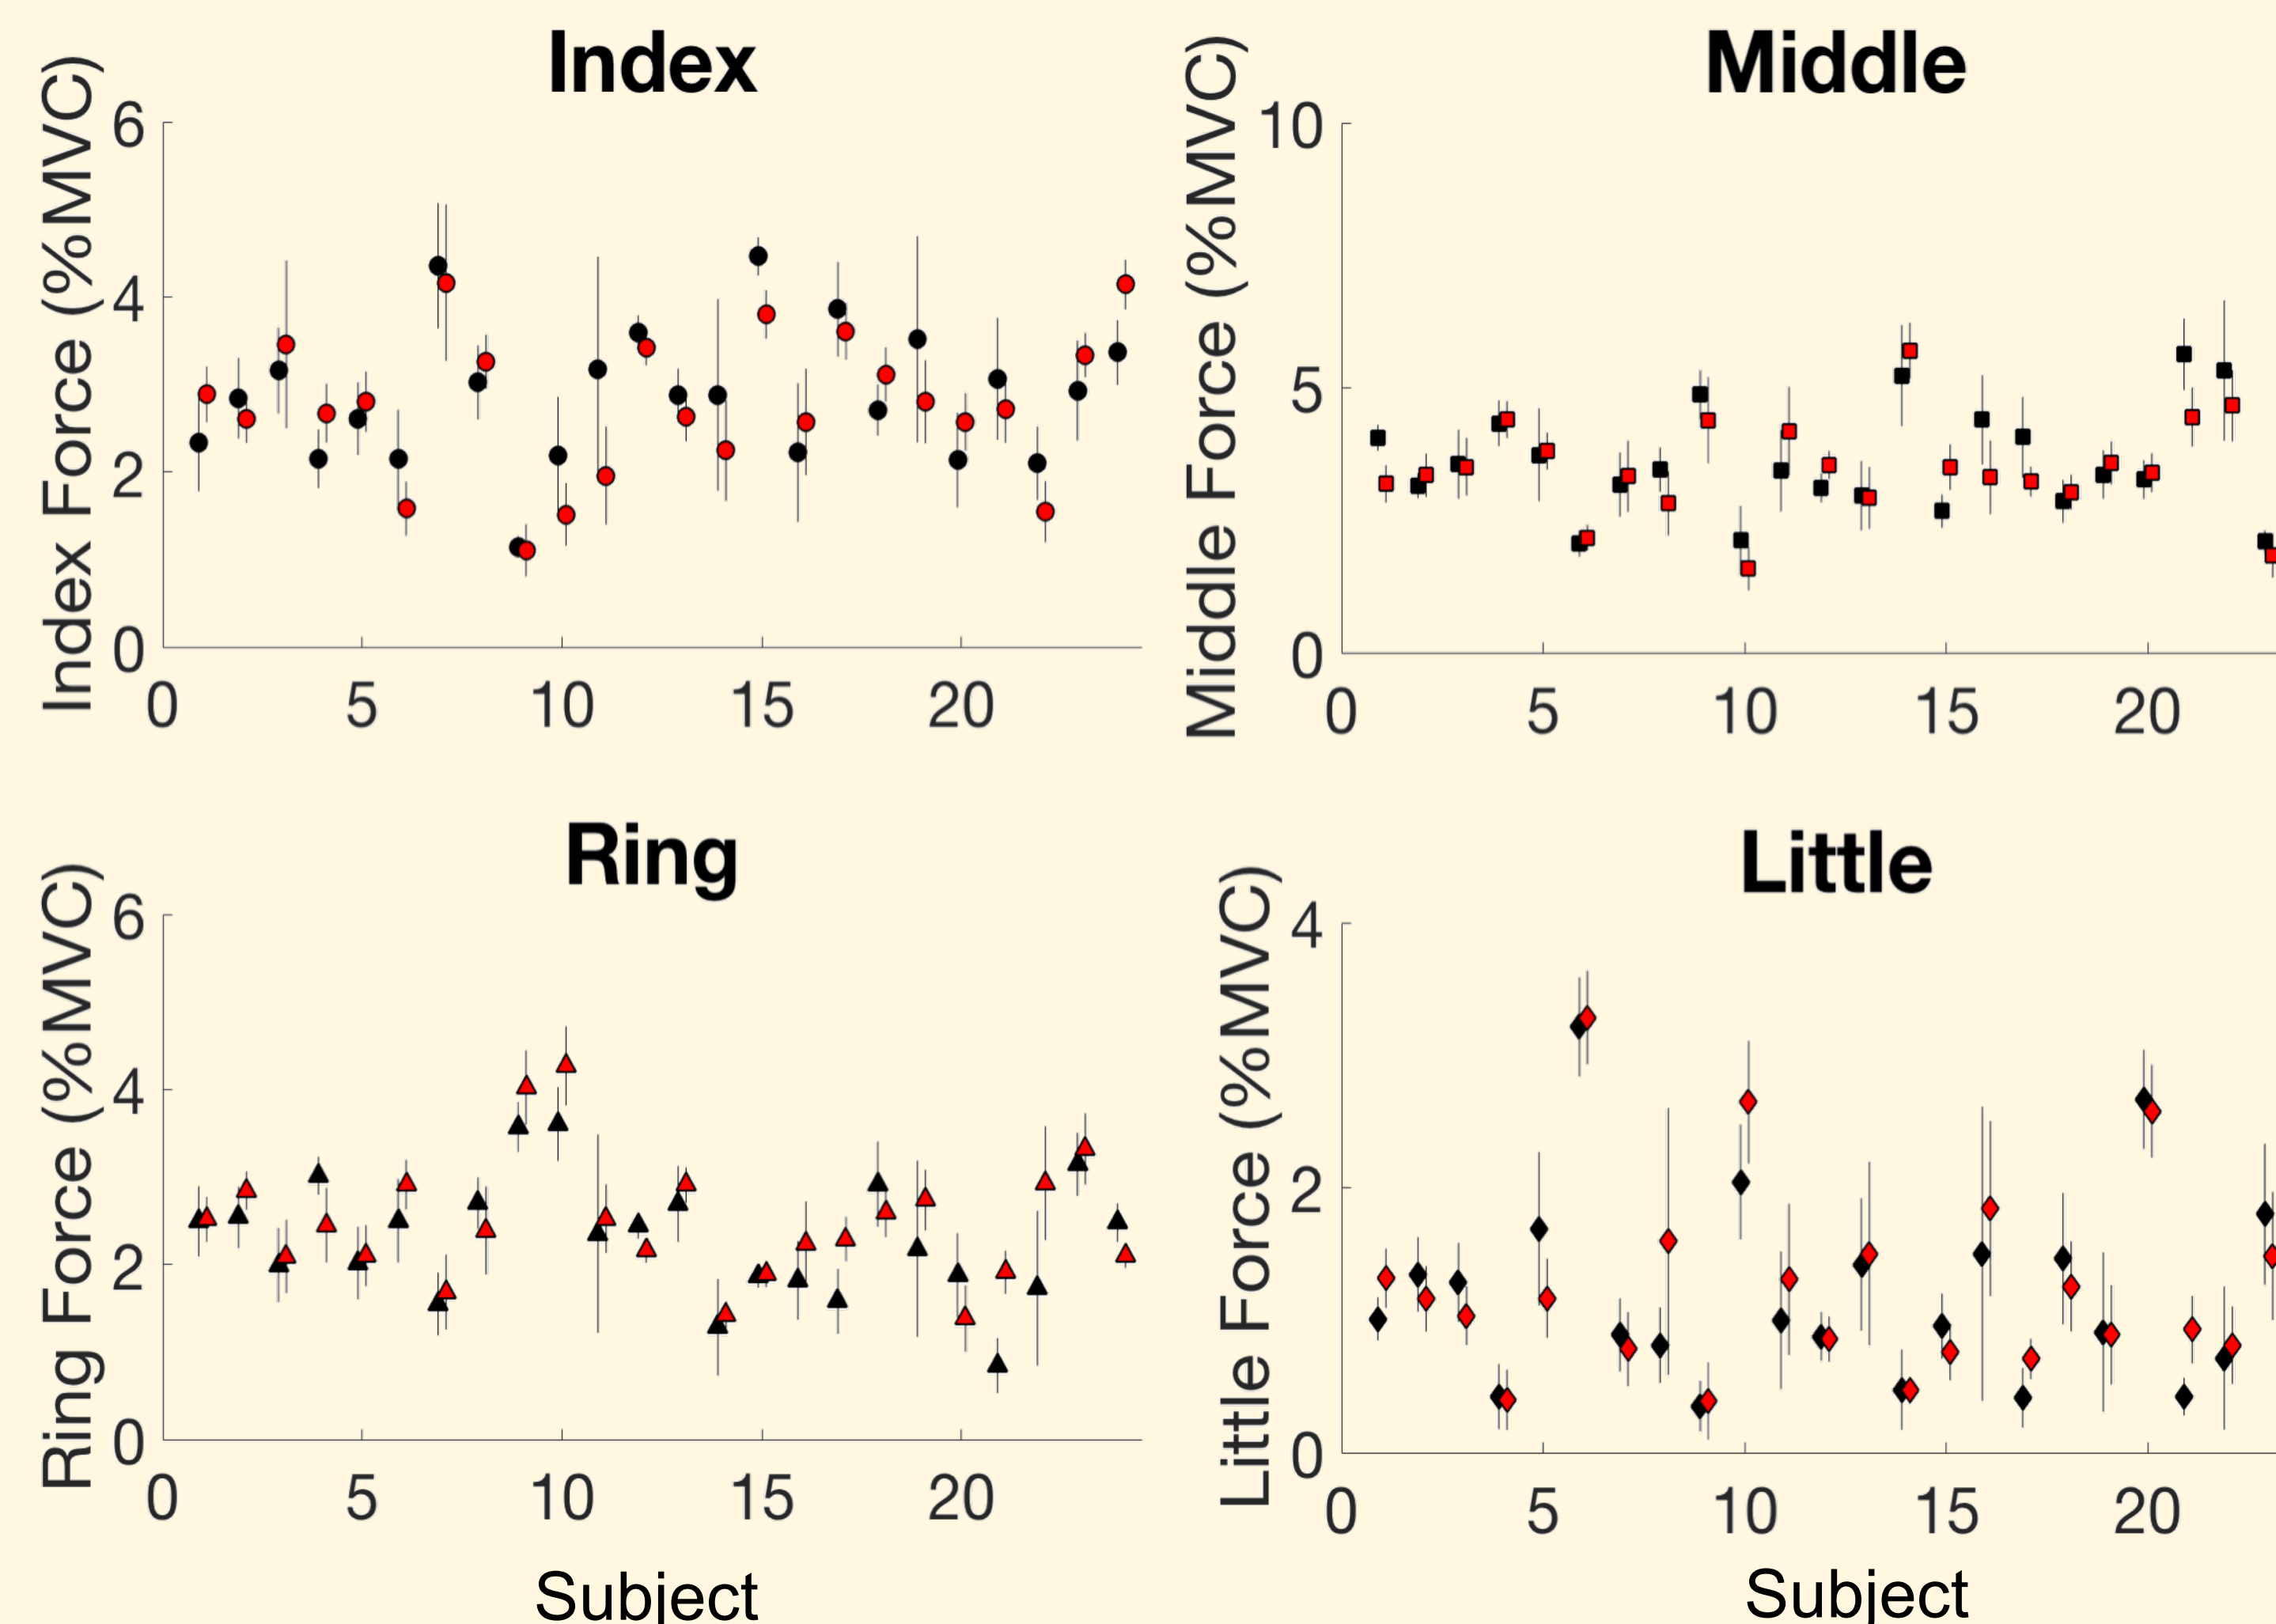 Index
Index Force (%MVC)
6
4
2
0
0 5 10 15 20
Middle
Middle Force (%MVC)
10
5
0
0 5 10 15 20
Ring
Ring Force (%MVC)
6
4
2
0
0 5 10 15 20
Subject
Little
Little Force (%MVC)
4
2
0
0 5 10 15 20
Subject